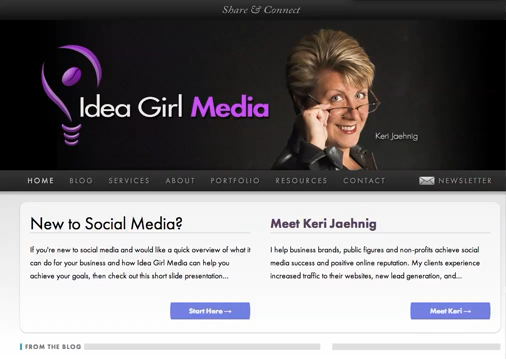 Share & Connect
Idea Girl Media
Keri Jaehnig
HOME BLOG SERVICES ABOUT PORTFOLIO RESOURCES CONTACT NEWSLETTER
New to Social Media?
If you're new to social media and would like a quick overview of what it
can do for your business and how Idea Girl Media can help you
achieve your goals, then check out this short slide presentation...
Start Here →
Meet Keri Jaehnig
I help business brands, public figures and non-profits achieve social
media success and positive online reputation. My clients experience
increased traffic to their websites, new lead generation, and...
Meet Keri →
FROM THE BLOG